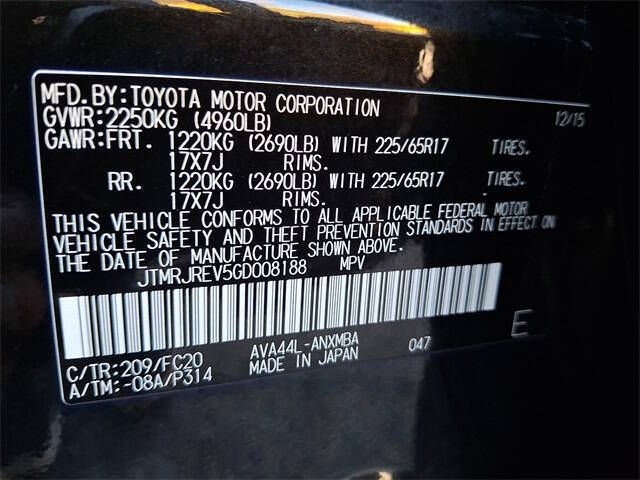 MFD.BY:TOYOTA MOTOR CORPORATION 12/15
GVWR:2250KG (4960LB)
GAWR:FRT. 1220KG (2690LB) WITH 225/65R17 TIRES.
17X7J RIMS.
RR. 1220KG (2690LB) WITH 225/65R17 TIRES.
17X7J RIMS.
THIS VEHICLE CONFORMS TO ALL APPLICABLE FEDERAL MOTOR
VEHICLE SAFETY AND THEFT PREVENTION STANDARDS IN EFFECT ON
THE DATE OF MANUFACTURE SHOWN ABOVE.
JTMRJREV5GD008188 MPV
E
C/TR:209/FC20 AVA44L-ANXMBA 047
A/TM:-08A/P314 MADE IN JAPAN